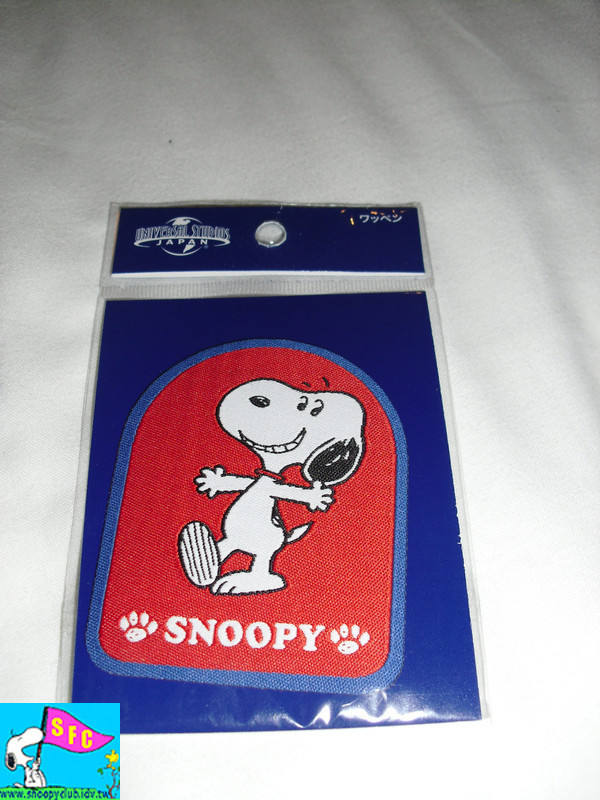 UNIVERSAL STUDIOS
JAPAN
ワッペン
SNOOPY
SFC
www.snoopyclub.idv.tw